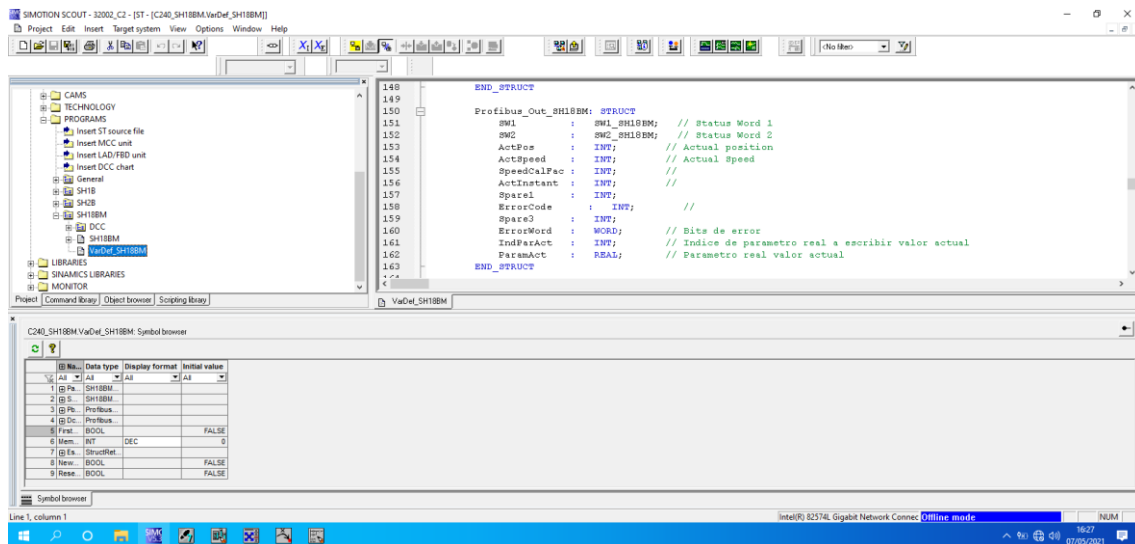 SIMOTION SCOUT - 32002_C2 - [ST - [C240_SH18BM.VarDef_SH18BM]]
Project Edit Insert Target system View Options Window Help
<No filter>
CAMS
TECHNOLOGY
PROGRAMS
Insert ST source file
Insert MCC unit
Insert LAD/FBD unit
Insert DCC chart
General
SH1B
SH2B
SH18BM
DCC
SH18BM
VarDef_SH18BM
LIBRARIES
SINAMICS LIBRARIES
MONITOR
Project Command library Object browser Scripting library
148 END_STRUCT
149
150 Profibus_Out_SH18BM: STRUCT
151 SW1 : SW1_SH18BM; // Status Word 1
152 SW2 : SW2_SH18BM; // Status Word 2
153 ActPos : INT; // Actual position
154 ActSpeed : INT; // Actual Speed
155 SpeedCalFac : INT; //
156 ActInstant : INT; //
157 Spare1 : INT;
158 ErrorCode : INT; //
159 Spare3 : INT;
160 ErrorWord : WORD; // Bits de error
161 IndParAct : INT; // Indice de parametro real a escribir valor actual
162 ParamAct : REAL; // Parametro real valor actual
163 END_STRUCT
VarDef_SH18BM
C240_SH18BM.VarDef_SH18BM: Symbol browser
Na... Data type Display format Initial value
All All All All
1 Pa... SH18BM...
2 S... SH18BM...
3 Pb... Profibus...
4 Dc... Profibus...
5 First... BOOL FALSE
6 Mem... INT DEC 0
7 Es... StructRet...
8 New... BOOL FALSE
9 Rese... BOOL FALSE
Symbol browser
Line 1, column 1 Intel(R) 82574L Gigabit Network Connec Offline mode NUM
16:27
07/05/2021